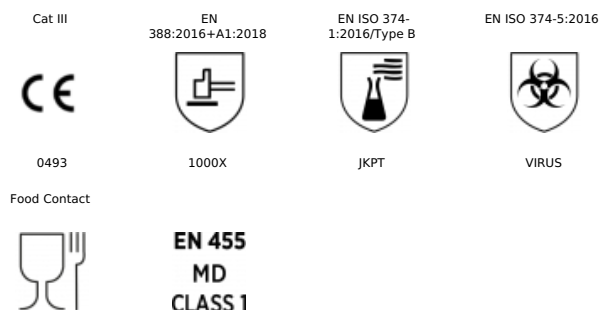 Cat III
EN
388:2016+A1:2018
EN ISO 374-
1:2016/Type B
EN ISO 374-5:2016
CE
0493
1000X
JKPT
VIRUS
Food Contact
EN 455
MD
CLASS 1